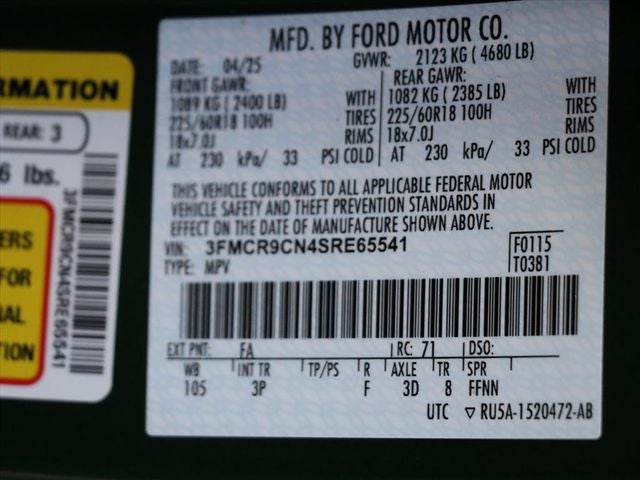 RMATION
REAR: 3
6 lbs.
ERS
FOR
AL
TION
3FMCR9CN4SRE65541
MFD. BY FORD MOTOR CO.
DATE: 04/25 GVWR: 2123 KG ( 4680 LB)
FRONT GAWR: REAR GAWR:
1089 KG ( 2400 LB) WITH 1082 KG ( 2385 LB) WITH
225/60R18 100H TIRES 225/60R18 100H TIRES
18x7.0J RIMS 18x7.0J RIMS
AT 230 kPa/ 33 PSI COLD AT 230 kPa/ 33 PSI COLD
THIS VEHICLE CONFORMS TO ALL APPLICABLE FEDERAL MOTOR
VEHICLE SAFETY AND THEFT PREVENTION STANDARDS IN
EFFECT ON THE DATE OF MANUFACTURE SHOWN ABOVE.
VIN: 3FMCR9CN4SRE65541 F0115
TYPE: MPV T0381
EXT PNT: FA RC: 71 DSO:
WB INT TR TP/PS R AXLE TR SPR
105 3P F 3D 8 FFNN
UTC ▽ RU5A-1520472-AB